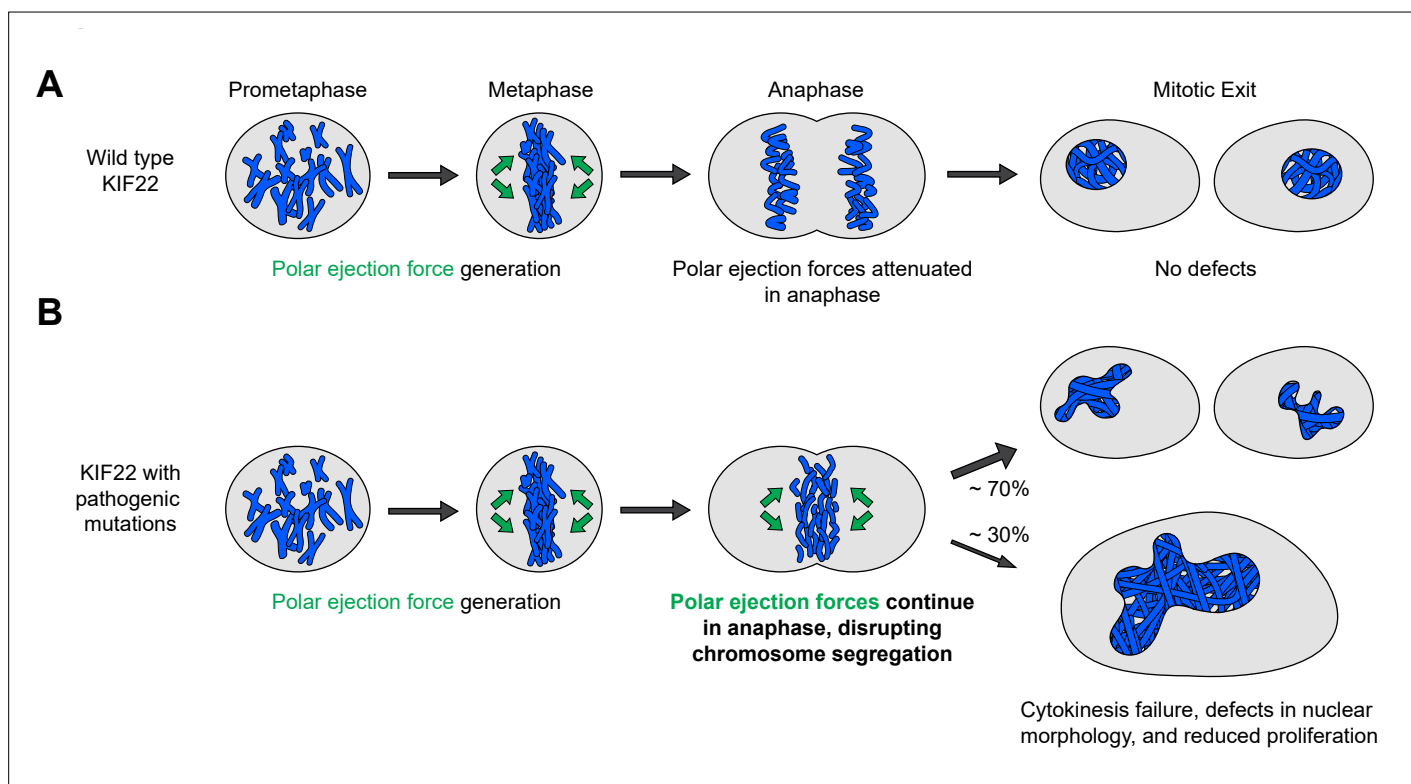 A
Prometaphase
Metaphase
Anaphase
Mitotic Exit
Wild type
KIF22
Polar ejection force generation
Polar ejection forces attenuated
in anaphase
No defects
B
KIF22 with
pathogenic
mutations
~ 70%
~ 30%
Polar ejection force generation
Polar ejection forces continue
in anaphase, disrupting
chromosome segregation
Cytokinesis failure, defects in nuclear
morphology, and reduced proliferation